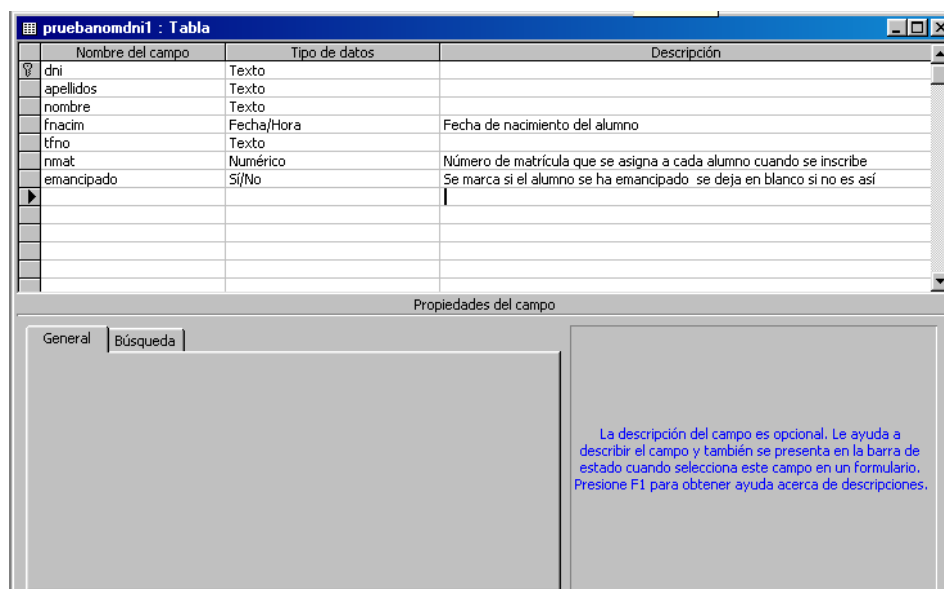 pruebanomdni1 : Tabla
Nombre del campo Tipo de datos Descripción
dni Texto
apellidos Texto
nombre Texto
fnacim Fecha/Hora Fecha de nacimiento del alumno
tfno Texto
nmat Numérico Número de matrícula que se asigna a cada alumno cuando se inscribe
emancipado Sí/No Se marca si el alumno se ha emancipado se deja en blanco si no es así
Propiedades del campo
General Búsqueda
La descripción del campo es opcional. Le ayuda a
describir el campo y también se presenta en la barra de
estado cuando selecciona este campo en un formulario.
Presione F1 para obtener ayuda acerca de descripciones.